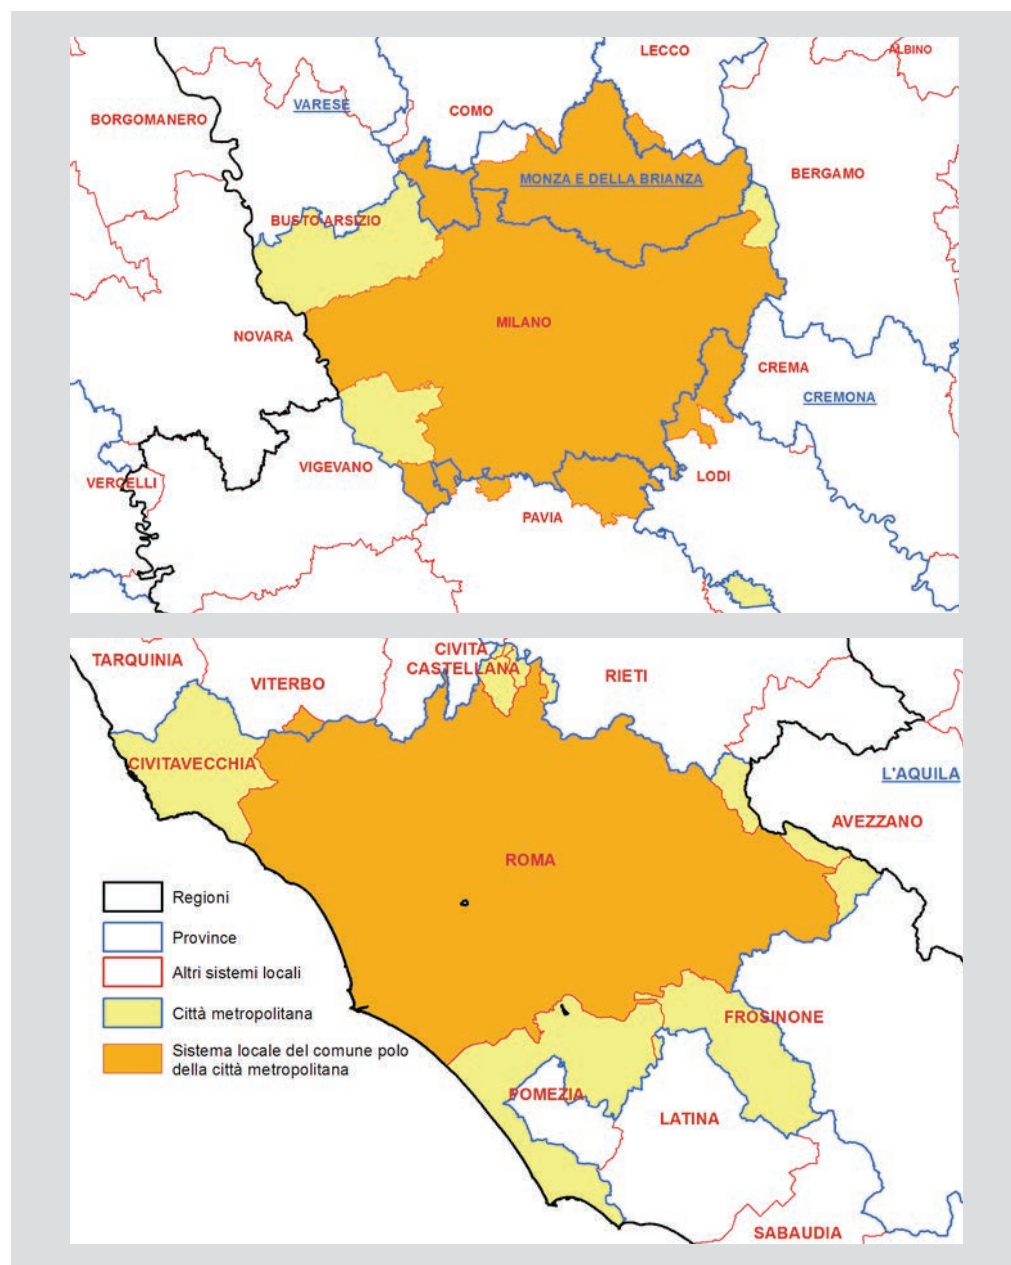 LECCO
ALBINO
VARESE
COMO
BORGOMANERO
BERGAMO
MONZA E DELLA BRIANZA
BUSTO ARSIZIO
MILANO
NOVARA
CREMA
CREMONA
VIGEVANO
LODI
VERCELLI
PAVIA
CIVITA
CASTELLANA
TARQUINIA
RIETI
VITERBO
CIVITAVECCHIA
L'AQUILA
AVEZZANO
ROMA
Regioni
Province
Altri sistemi locali
Città metropolitana
Sistema locale del comune polo
della città metropolitana
FROSINONE
POMEZIA
LATINA
SABAUDIA